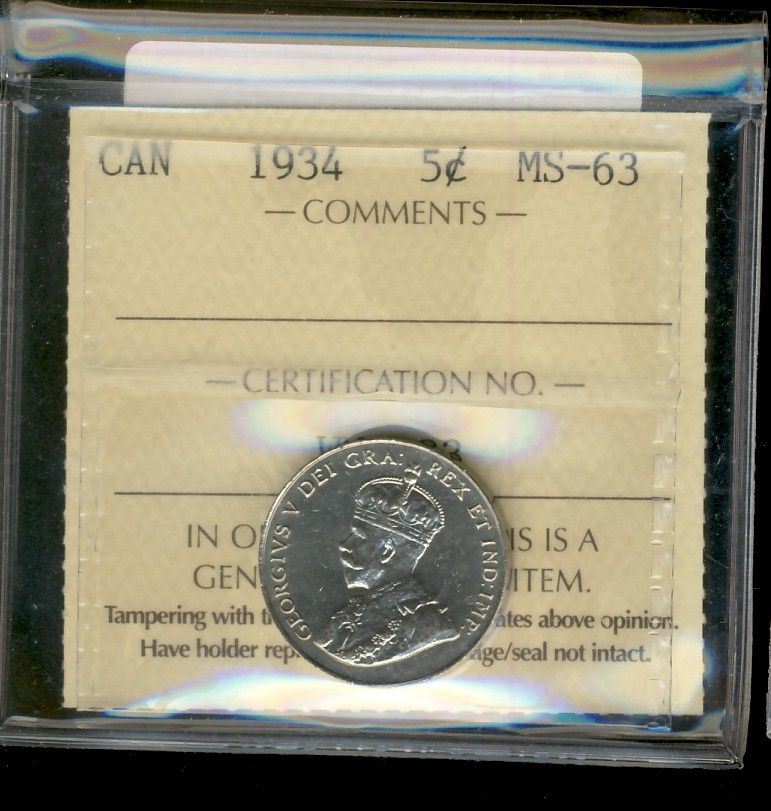 CAN 1934 5¢ MS-63
— COMMENTS —
— CERTIFICATION NO. —
GEORGIVS V DEI GRA: REX ET IND:IMP:
IN IS A
ITEM.
Tampering with above opinion.
Have holder seal not intact.